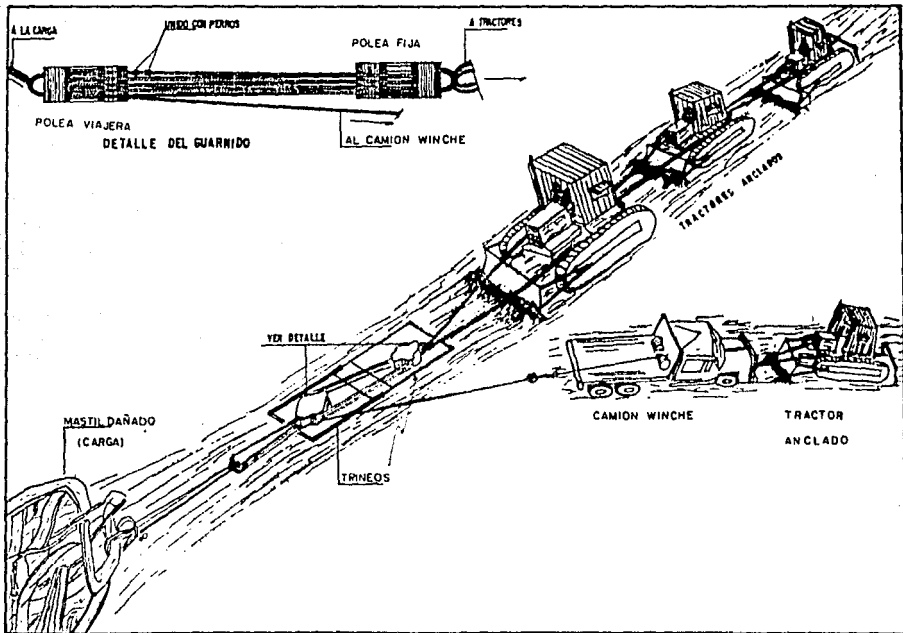 A LA CARGA
UNIDO CON PERROS
A TRACTORES
POLEA FIJA
POLEA VIAJERA
DETALLE DEL GUARNIDO
AL CAMION WINCHE
TRACTORES ANCLADOS
VER DETALLE
MASTIL DAÑADO
(CARGA)
TRINEOS
CAMION WINCHE
TRACTOR
ANCLADO